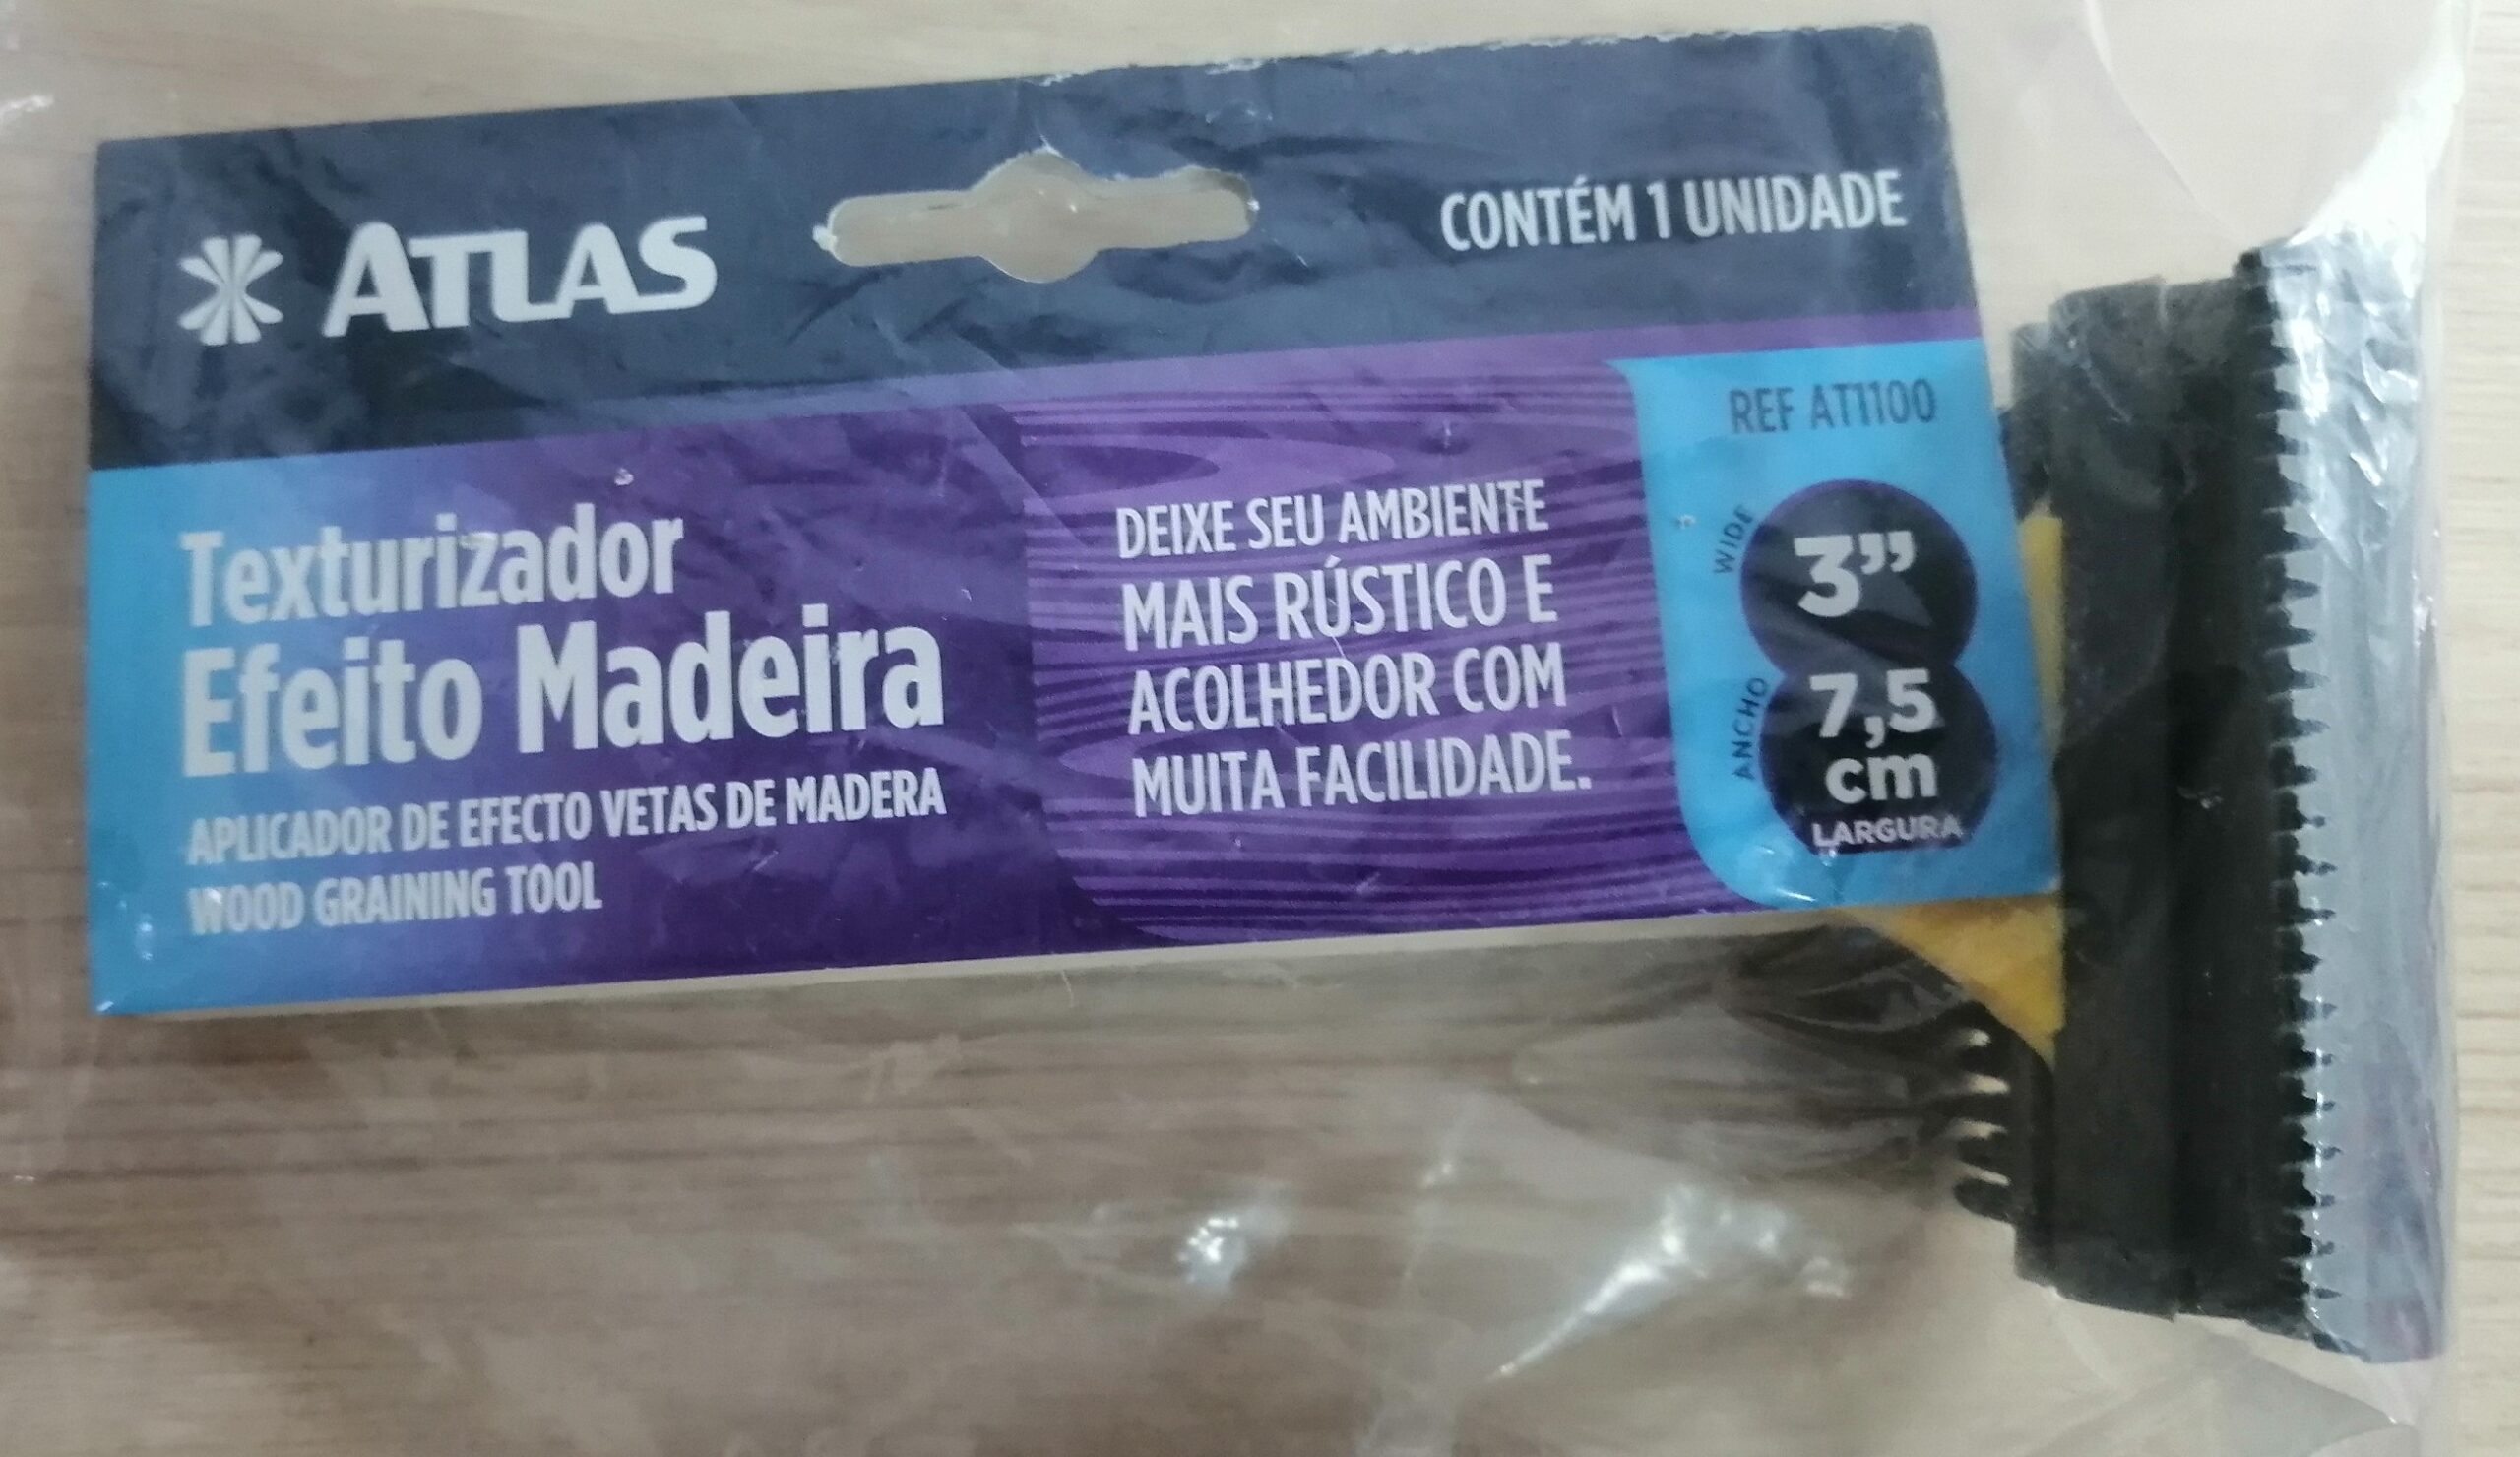 ATLAS
CONTÉM 1 UNIDADE
Texturizador
Efeito Madeira
APLICADOR DE EFECTO VETAS DE MADERA
WOOD GRAINING TOOL
DEIXE SEU AMBIENTE
MAIS RÚSTICO E
ACOLHEDOR COM
MUITA FACILIDADE.
REF AT1100
WIDE
3”
ANCHO
7,5
cm
LARGURA